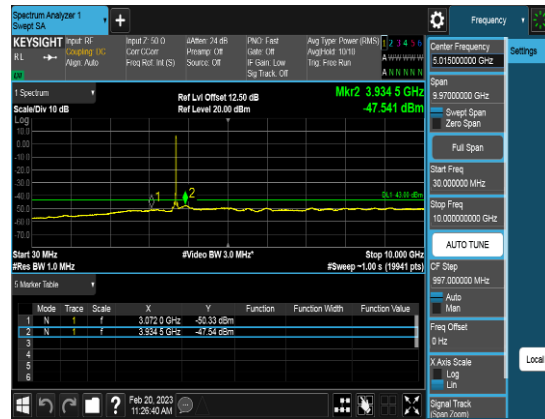 Spectrum Analyzer 1
Swept SA
+
Frequency
KEYSIGHT
Input: RF
Coupling: DC
Align: Auto
Input Z: 50 Ω
Corr CCorr
Freq Ref: Int (S)
#Atten: 24 dB
Preamp: Off
Source: Off
PNO: Fast
Gate: Off
IF Gain: Low
Sig Track: Off
Avg Type: Power (RMS)
Avg|Hold: 10/10
Trig: Free Run
1 2 3 4 5 6
A W W W W W
A N N N N N
RL
1 Spectrum
Scale/Div 10 dB
Log
Ref Lvl Offset 12.50 dB
Ref Level 20.00 dBm
Mkr2 3.934 5 GHz
-47.541 dBm
10.0
0.00
-10.0
-20.0
-30.0
-40.0
-50.0
-60.0
-70.0
1
2
DL1 -43.00 dBm
Start 30 MHz
#Res BW 1.0 MHz
#Video BW 3.0 MHz*
Stop 10.000 GHz
#Sweep ~1.00 s (19941 pts)
5 Marker Table
Mode Trace Scale X Y Function Function Width Function Value
1 N 1 f 3.072 0 GHz -50.33 dBm
2 N 1 f 3.934 5 GHz -47.54 dBm
3
4
5
6
Feb 20, 2023
11:26:40 AM
?
Center Frequency
5.015000000 GHz
Settings
Span
9.97000000 GHz
Swept Span
Zero Span
Full Span
Start Freq
30.000000 MHz
Stop Freq
10.000000000 GHz
AUTO TUNE
CF Step
997.000000 MHz
Auto
Man
Freq Offset
0 Hz
X Axis Scale
Log
Lin
Local
Signal Track
(Span Zoom)